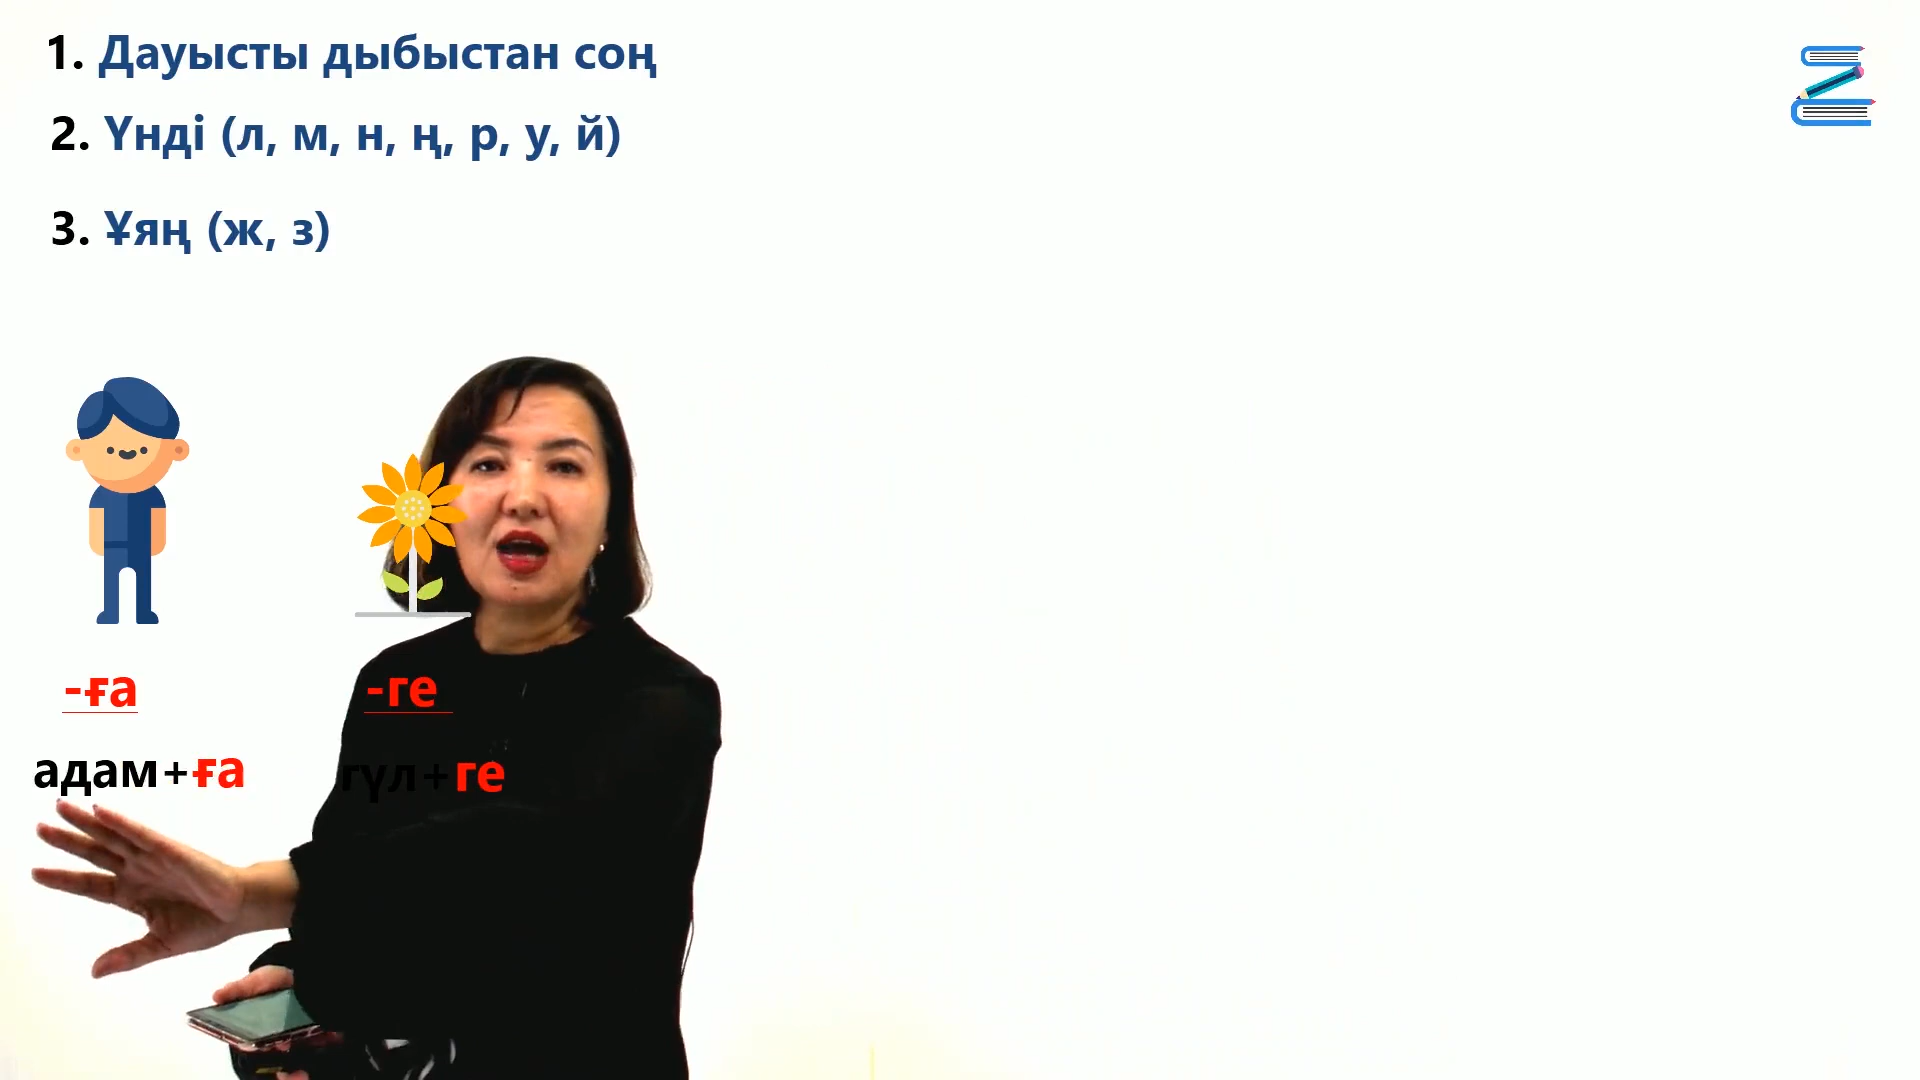 1. Дауысты дыбыстан соң
2. Үнді (л, м, н, ң, р, у, й)
3. Ұяң (ж, з)
-ға -ге
адам+ға гүл+ге